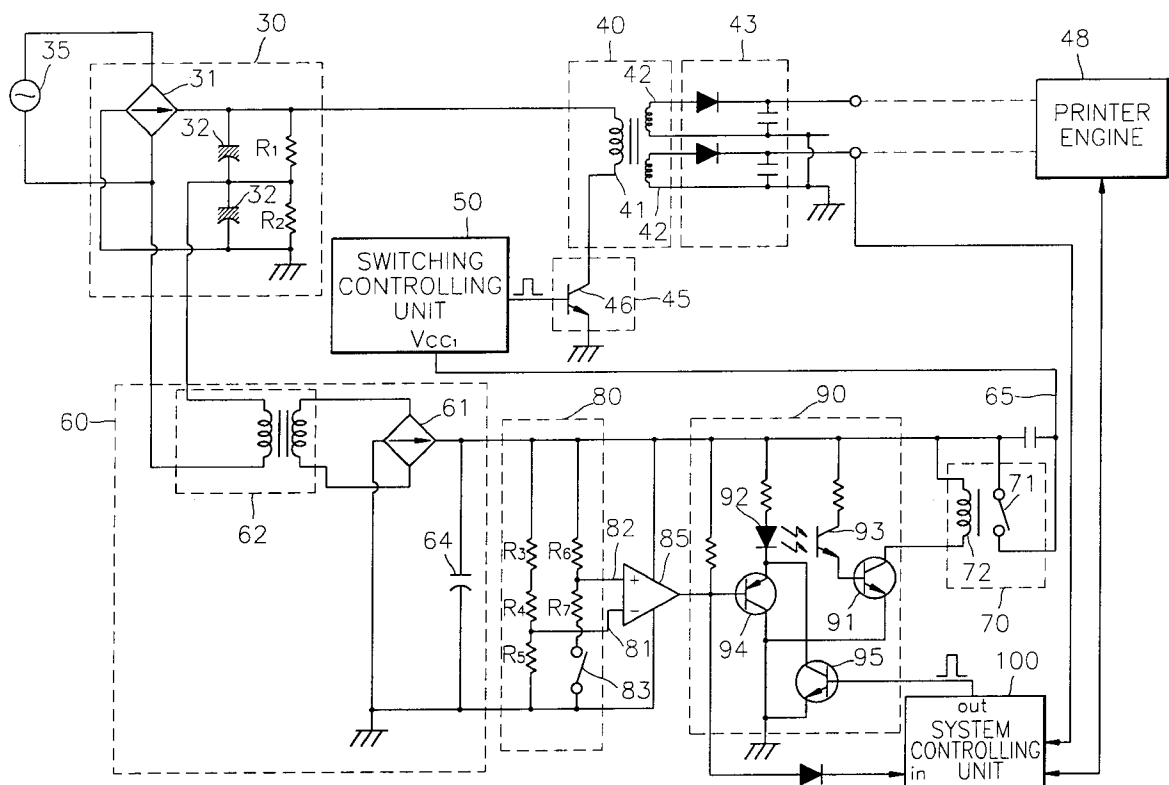 35
30
31
32
R1
32
R2
40
42
41
42
43
48
PRINTER
ENGINE
50
SWITCHING
CONTROLLING
UNIT
Vcc1
46
45
60
62
61
64
80
R3
R6
82
85
R4
R7
81
R5
83
90
92
93
94
91
95
65
71
72
70
100
out
SYSTEM
CONTROLLING
UNIT
in